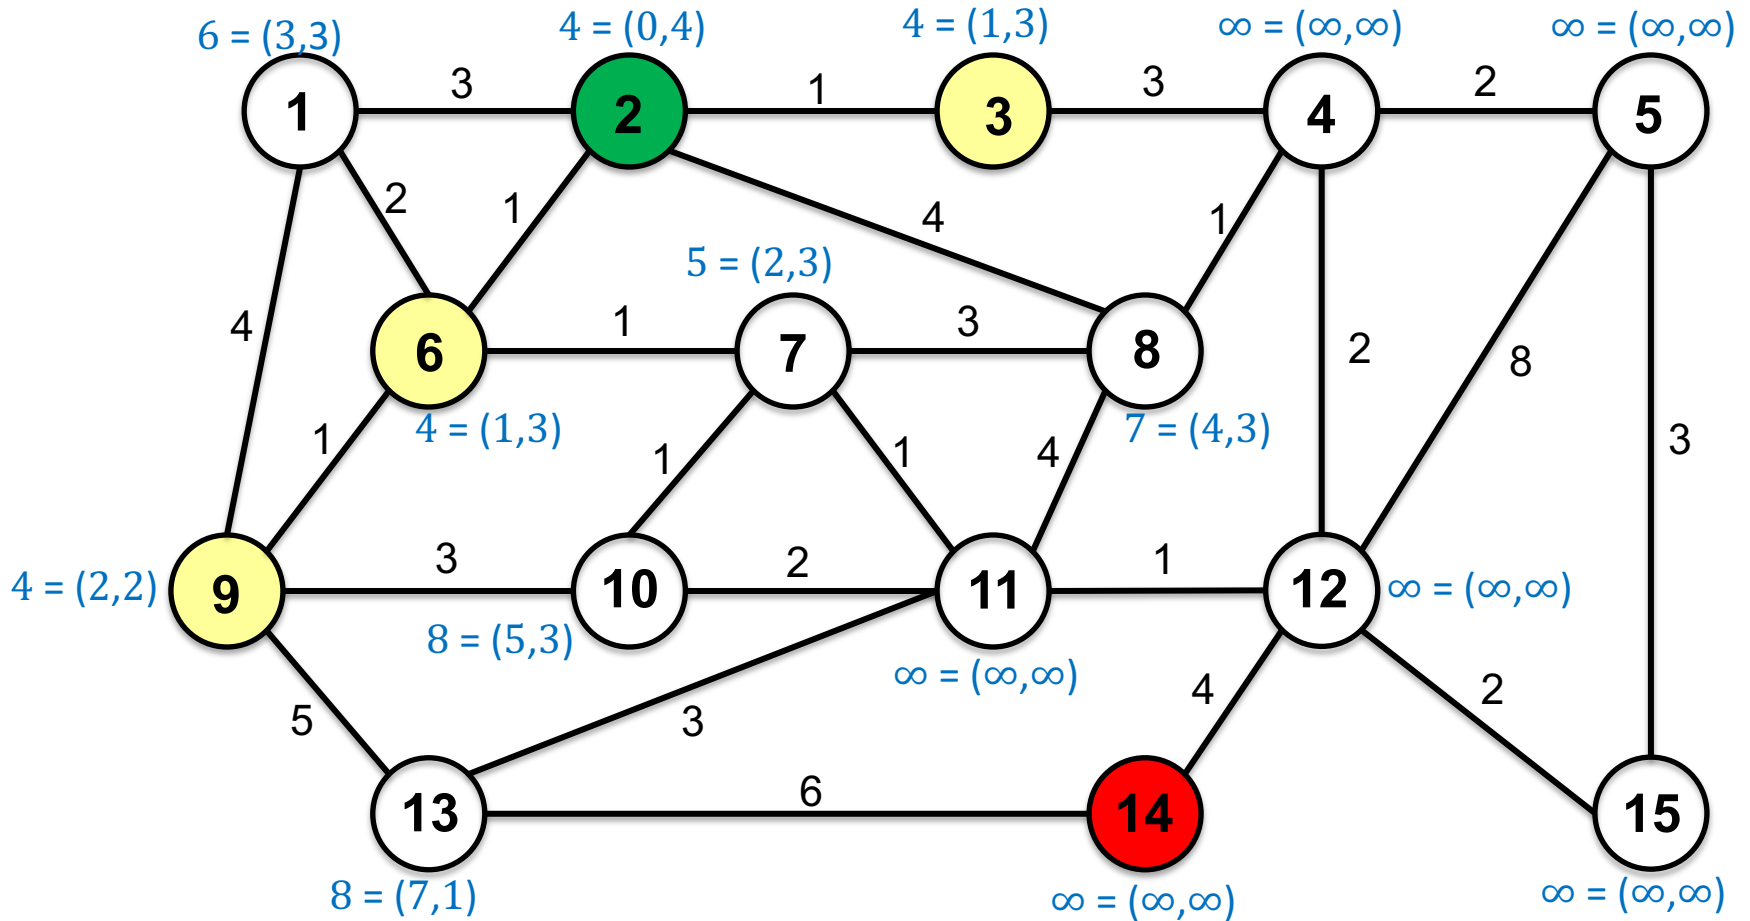 6 = (3,3)
4 = (0,4)
4 = (1,3)
∞ = (∞,∞)
∞ = (∞,∞)
1
3
2
1
3
3
4
2
5
2
1
4
1
4
5 = (2,3)
6
1
7
3
8
2
8
3
4 = (1,3)
7 = (4,3)
1
1
1
4
4 = (2,2)
9
3
10
2
11
1
12
∞ = (∞,∞)
8 = (5,3)
∞ = (∞,∞)
5
3
4
2
13
6
14
15
8 = (7,1)
∞ = (∞,∞)
∞ = (∞,∞)